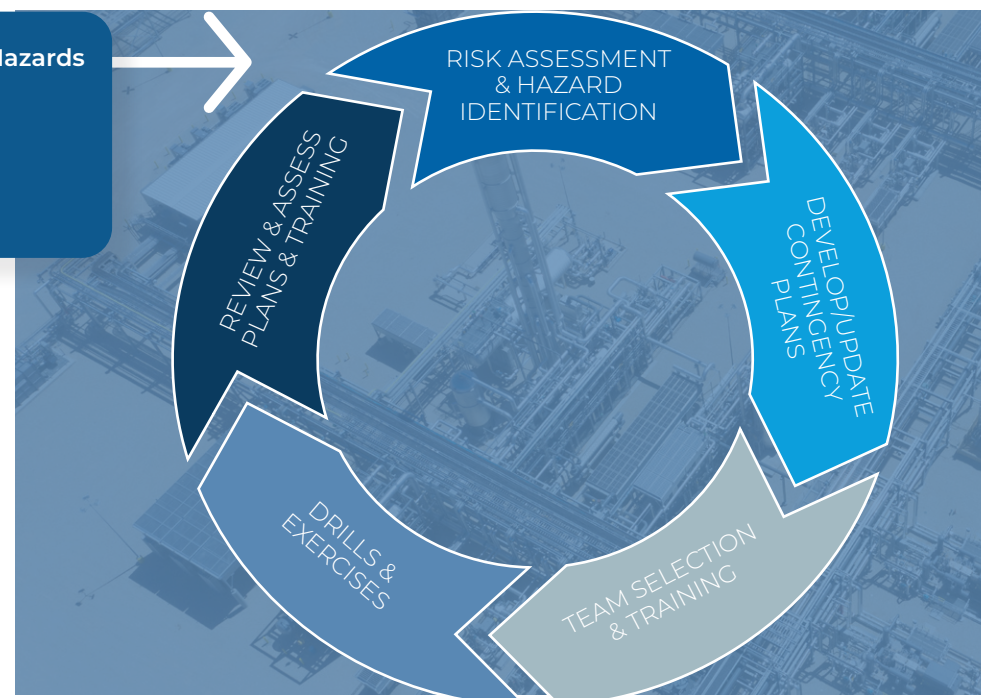 Hazards
RISK ASSESSMENT
& HAZARD
IDENTIFICATION
DEVELOP/UPDATE
CONTINGENCY
PLANS
TEAM SELECTION
& TRAINING
DRILLS &
EXERCISES
REVIEW & ASSESS
PLANS & TRAINING